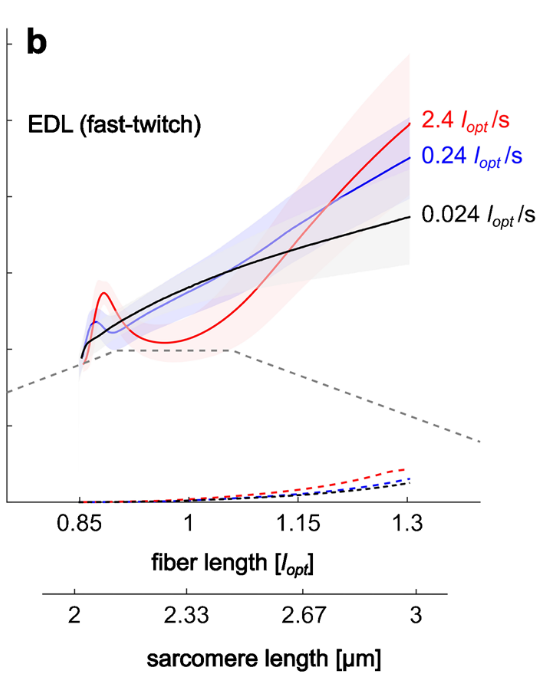 b
EDL (fast-twitch)
2.4 lopt/s
0.24 lopt/s
0.024 lopt/s
0.85 1 1.15 1.3
fiber length [lopt]
2 2.33 2.67 3
sarcomere length [µm]